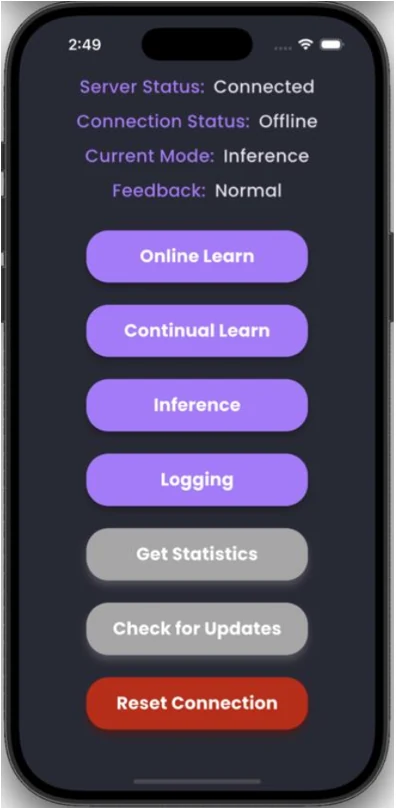 2:49
Server Status: Connected
Connection Status: Offline
Current Mode: Inference
Feedback: Normal
Online Learn
Continual Learn
Inference
Logging
Get Statistics
Check for Updates
Reset Connection